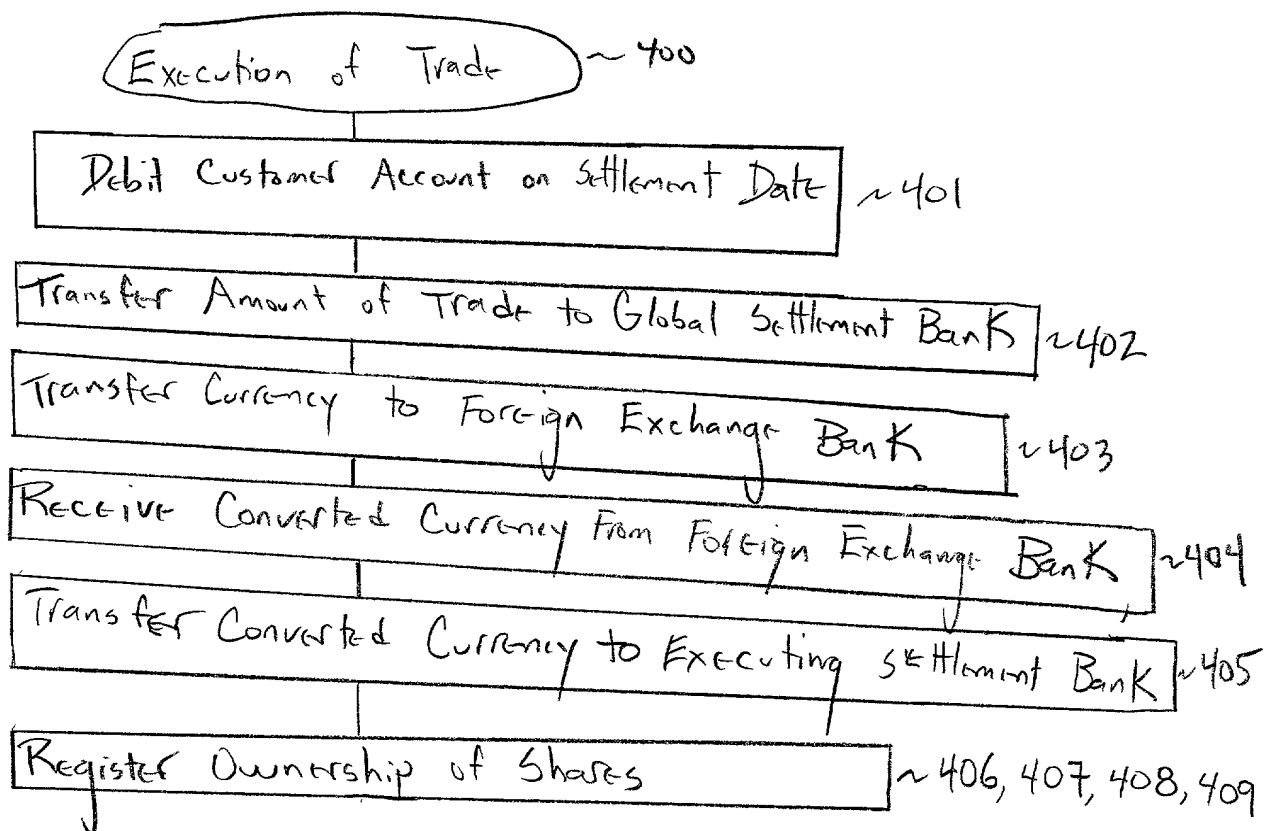 Execution of Trade ~ 400
Debit Customer Account on Settlement Date ~ 401
Transfer Amount of Trade to Global Settlement Bank ~ 402
Transfer Currency to Foreign Exchange Bank ~ 403
Receive Converted Currency From Foreign Exchange Bank ~ 404
Transfer Converted Currency to Executing Settlement Bank ~ 405
Register Ownership of Shares ~ 406, 407, 408, 409